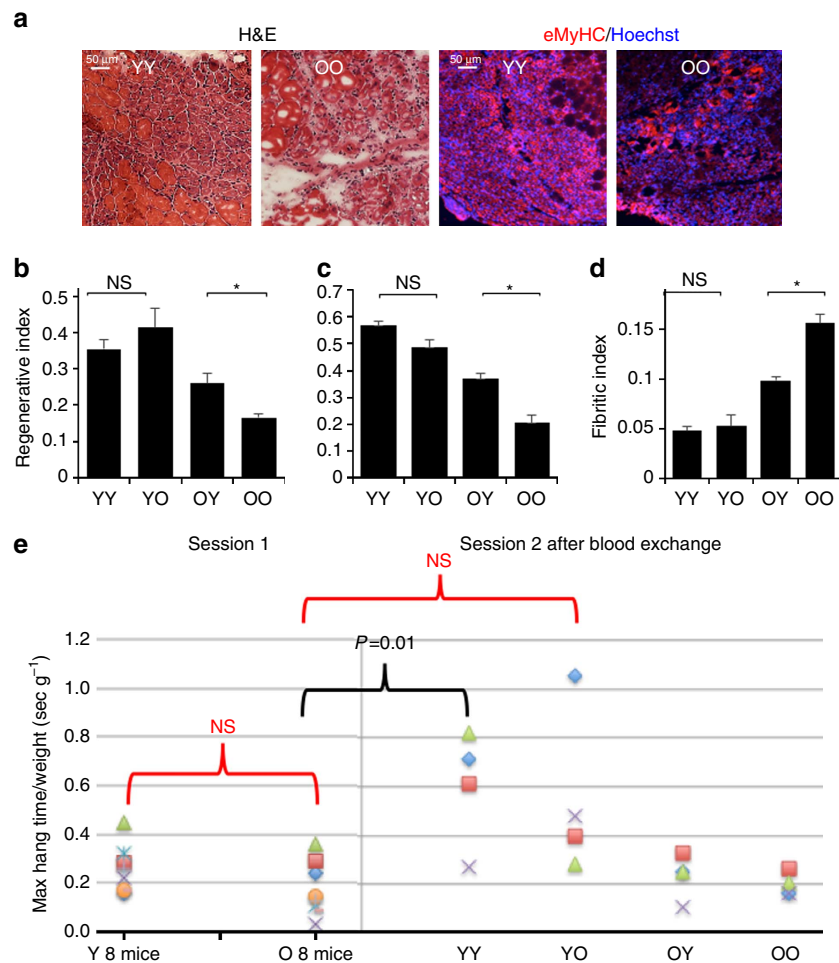 a
H&E
eMyHC/Hoechst
50 µm
YY
OO
50 µm
YY
OO
b
c
d
NS
*
NS
*
NS
*
Regenerative index
0.5
0.4
0.3
0.2
0.1
0
YY YO OY OO
0.7
0.6
0.5
0.4
0.3
0.2
0.1
0
YY YO OY OO
Fibritic index
0.15
0.1
0.05
0
YY YO OY OO
e
Session 1
Session 2 after blood exchange
NS
P=0.01
NS
Max hang time/weight (sec g−1)
1.2
1.0
0.8
0.6
0.4
0.2
0.0
Y 8 mice O 8 mice YY YO OY OO